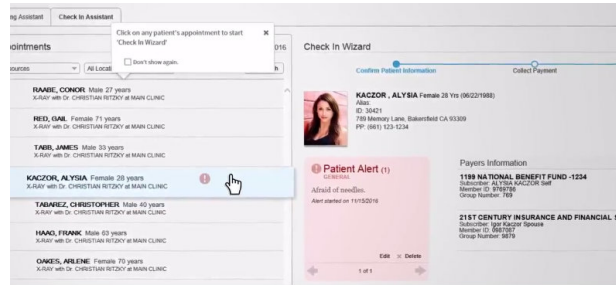 ng Assistant
Check In Assistant
Click on any patient's appointment to start
'Check In Wizard'
Don't show again.
ointments
016
ources
All Locati
h
RAABE, CONOR Male 27 years
X-RAY with Dr. CHRISTIAN RITZKY at MAIN CLINIC
RED, GAIL Female 71 years
X-RAY with Dr. CHRISTIAN RITZKY at MAIN CLINIC
TABB, JAMES Male 33 years
X-RAY with Dr. CHRISTIAN RITZKY at MAIN CLINIC
KACZOR, ALYSIA Female 28 years
X-RAY with Dr. CHRISTIAN RITZKY at MAIN CLINIC
TABAREZ, CHRISTOPHER Male 40 years
X-RAY with Dr. CHRISTIAN RITZKY at MAIN CLINIC
HAAG, FRANK Male 63 years
X-RAY with Dr. CHRISTIAN RITZKY at MAIN CLINIC
OAKES, ARLENE Female 70 years
X-RAY with Dr. CHRISTIAN RITZKY at MAIN CLINIC
Check In Wizard
Confirm Patient Information
Collect Payment
KACZOR , ALYSIA Female 28 Yrs (06/22/1988)
Alias:
ID: 30421
789 Memory Lane, Bakersfield CA 93309
PP: (661) 123-1234
Patient Alert (1)
GENERAL
Afraid of needles.
Alert started on 11/15/2016
Edit × Delete
1 of 1
Payers Information
1199 NATIONAL BENEFIT FUND -1234
Subscriber: ALYSIA KACZOR Self
Member ID: 9769786
Group Number: 789
21ST CENTURY INSURANCE AND FINANCIAL S
Subscriber: Igor Kaczor Spouse
Member ID: 0987087
Group Number: 9879